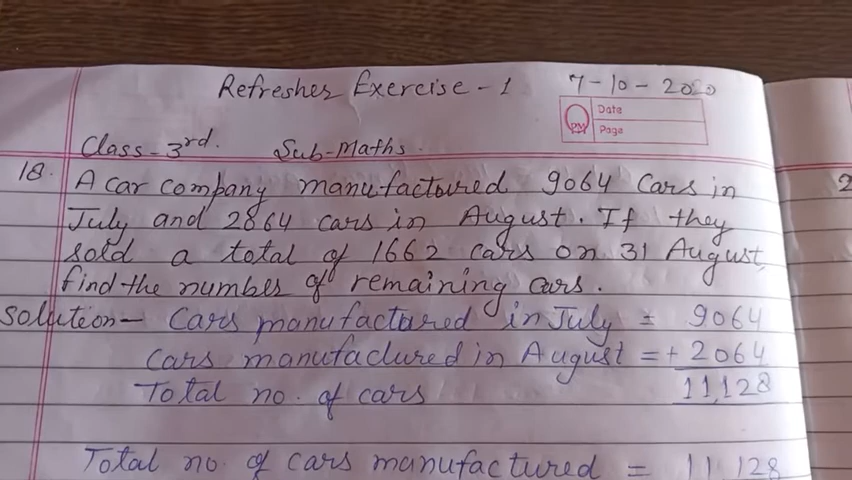 Refresher Exercise - 1 7-10-2020
Date
PM
Page
Class - 3rd. Sub-Maths.
18. A car company manufactured 9064 Cars in
July and 2864 cars in August. If they
sold a total of 1662 cars on 31 August,
find the number of remaining cars.
Solution- Cars manufactured in July = 9064
Cars manufactured in August = + 2064
Total no. of cars 11,128
Total no. of cars manufactured = 11,128
2